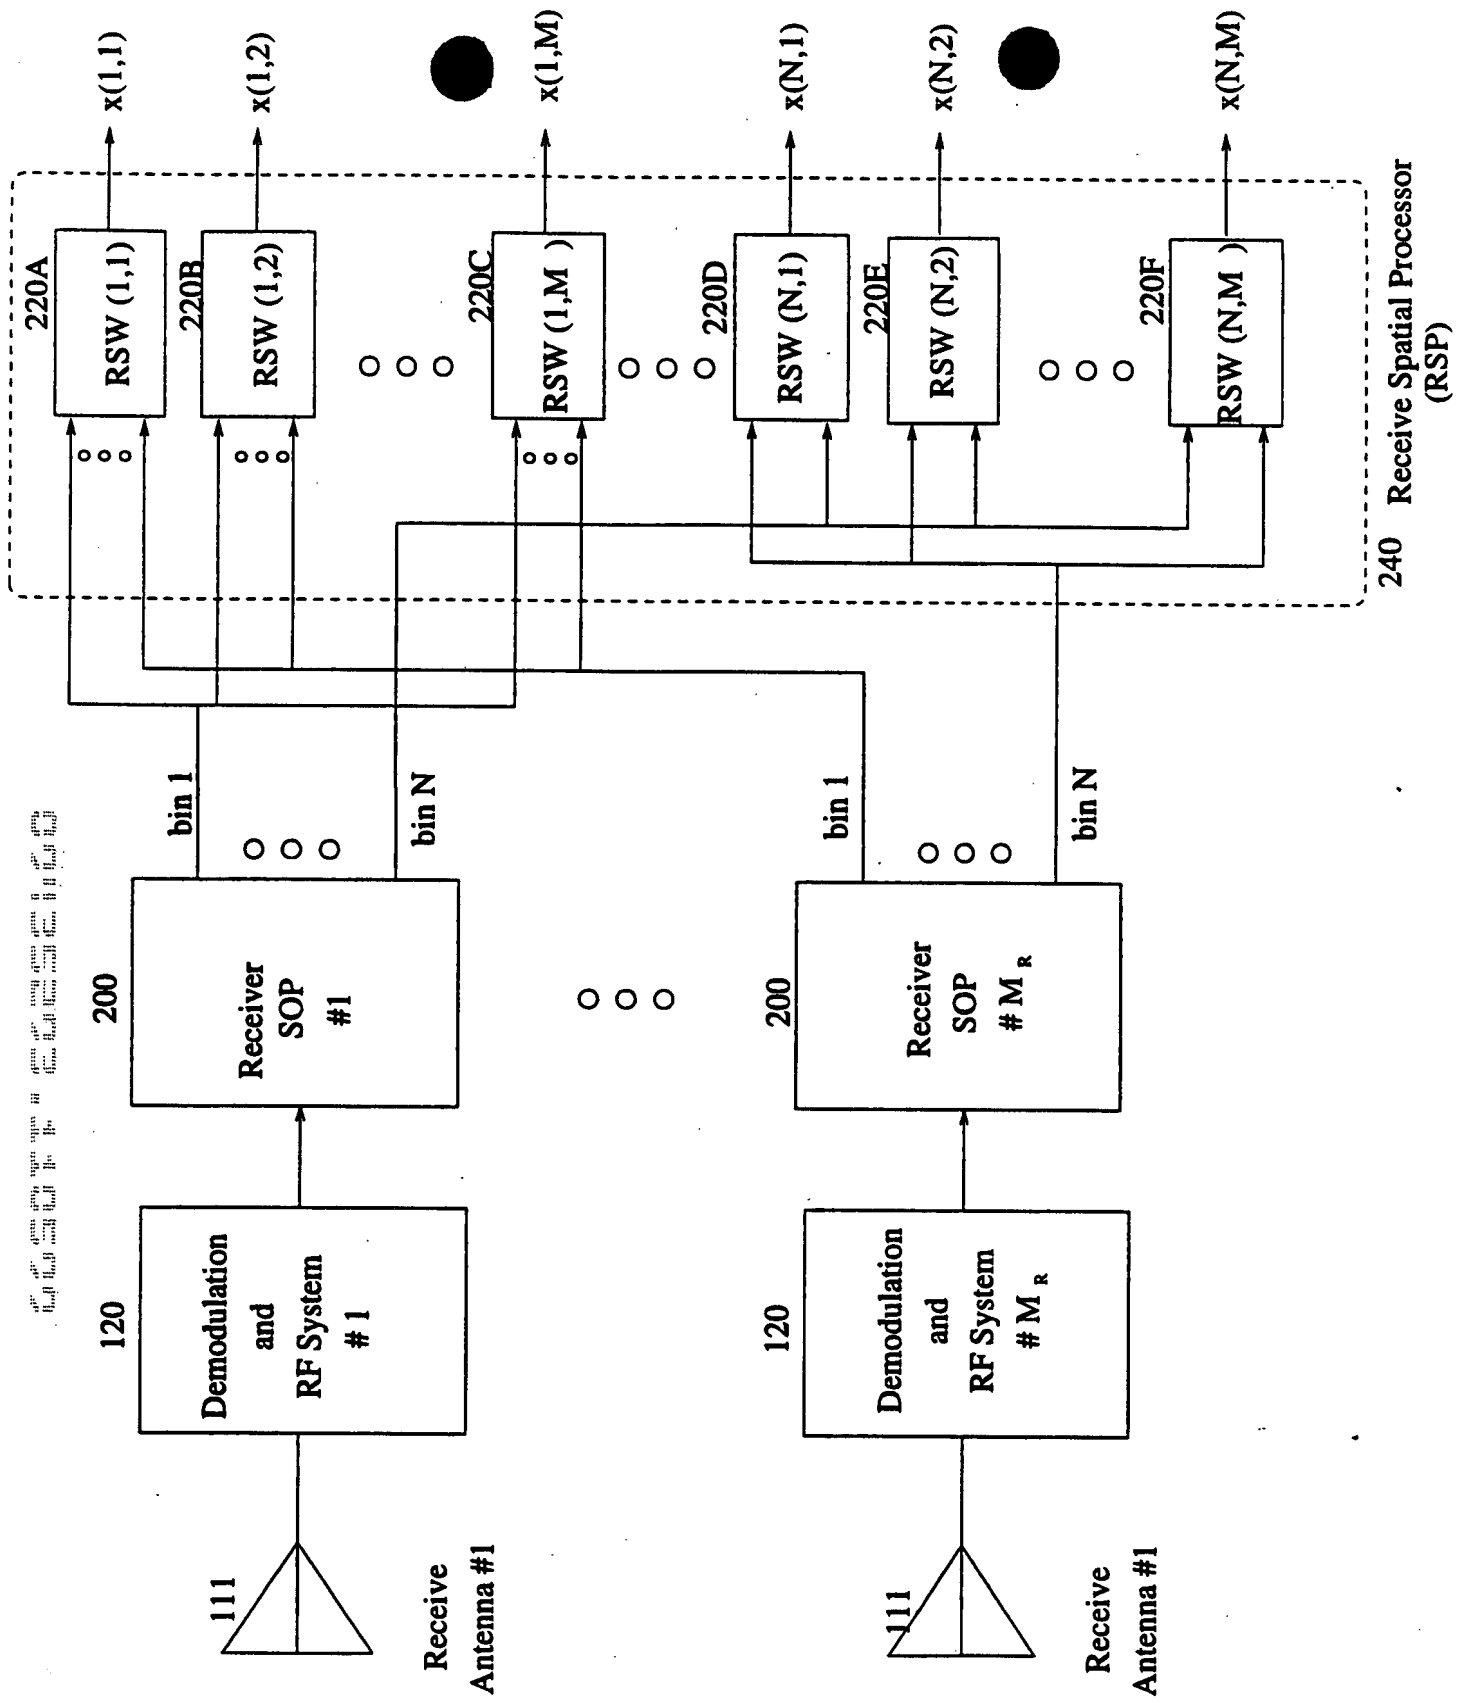 111
Receive
Antenna #1
120
Demodulation
and
RF System
# 1
200
Receiver
SOP
#1
bin 1
bin N
111
Receive
Antenna #1
120
Demodulation
and
RF System
# M R
200
Receiver
SOP
# M R
bin 1
bin N
220A
RSW (1,1)
x(1,1)
220B
RSW (1,2)
x(1,2)
220C
RSW (1,M )
x(1,M)
220D
RSW (N,1)
x(N,1)
220E
RSW (N,2)
x(N,2)
220F
RSW (N,M )
x(N,M)
240 Receive Spatial Processor
(RSP)